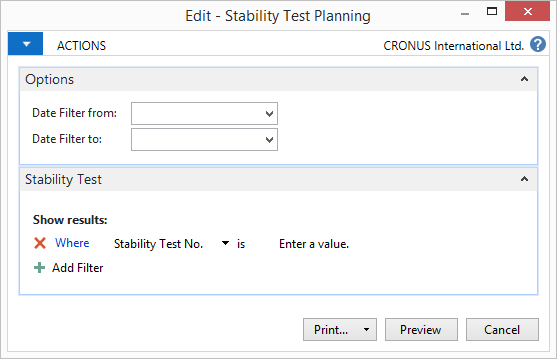 Edit - Stability Test Planning
ACTIONS CRONUS International Ltd. ?
Options
Date Filter from:
Date Filter to:
Stability Test
Show results:
Where Stability Test No. is Enter a value.
Add Filter
Print... Preview Cancel